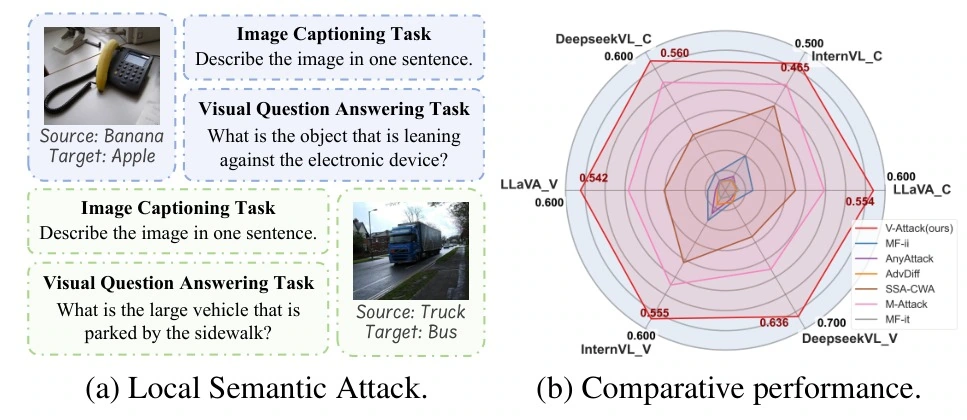 Image Captioning Task
Describe the image in one sentence.
Visual Question Answering Task
What is the object that is leaning
against the electronic device?
Source: Banana
Target: Apple
Image Captioning Task
Describe the image in one sentence.
Visual Question Answering Task
What is the large vehicle that is
parked by the sidewalk?
Source: Truck
Target: Bus
(a) Local Semantic Attack.
DeepseekVL_C
0.600
0.560
0.500
InternVL_C
0.465
LLaVA_V
0.542
0.600
0.600
LLaVA_C
0.554
V-Attack(ours)
MF-ii
AnyAttack
AdvDiff
SSA-CWA
M-Attack
MF-it
0.555
0.600
InternVL_V
0.636
0.700
DeepseekVL_V
(b) Comparative performance.